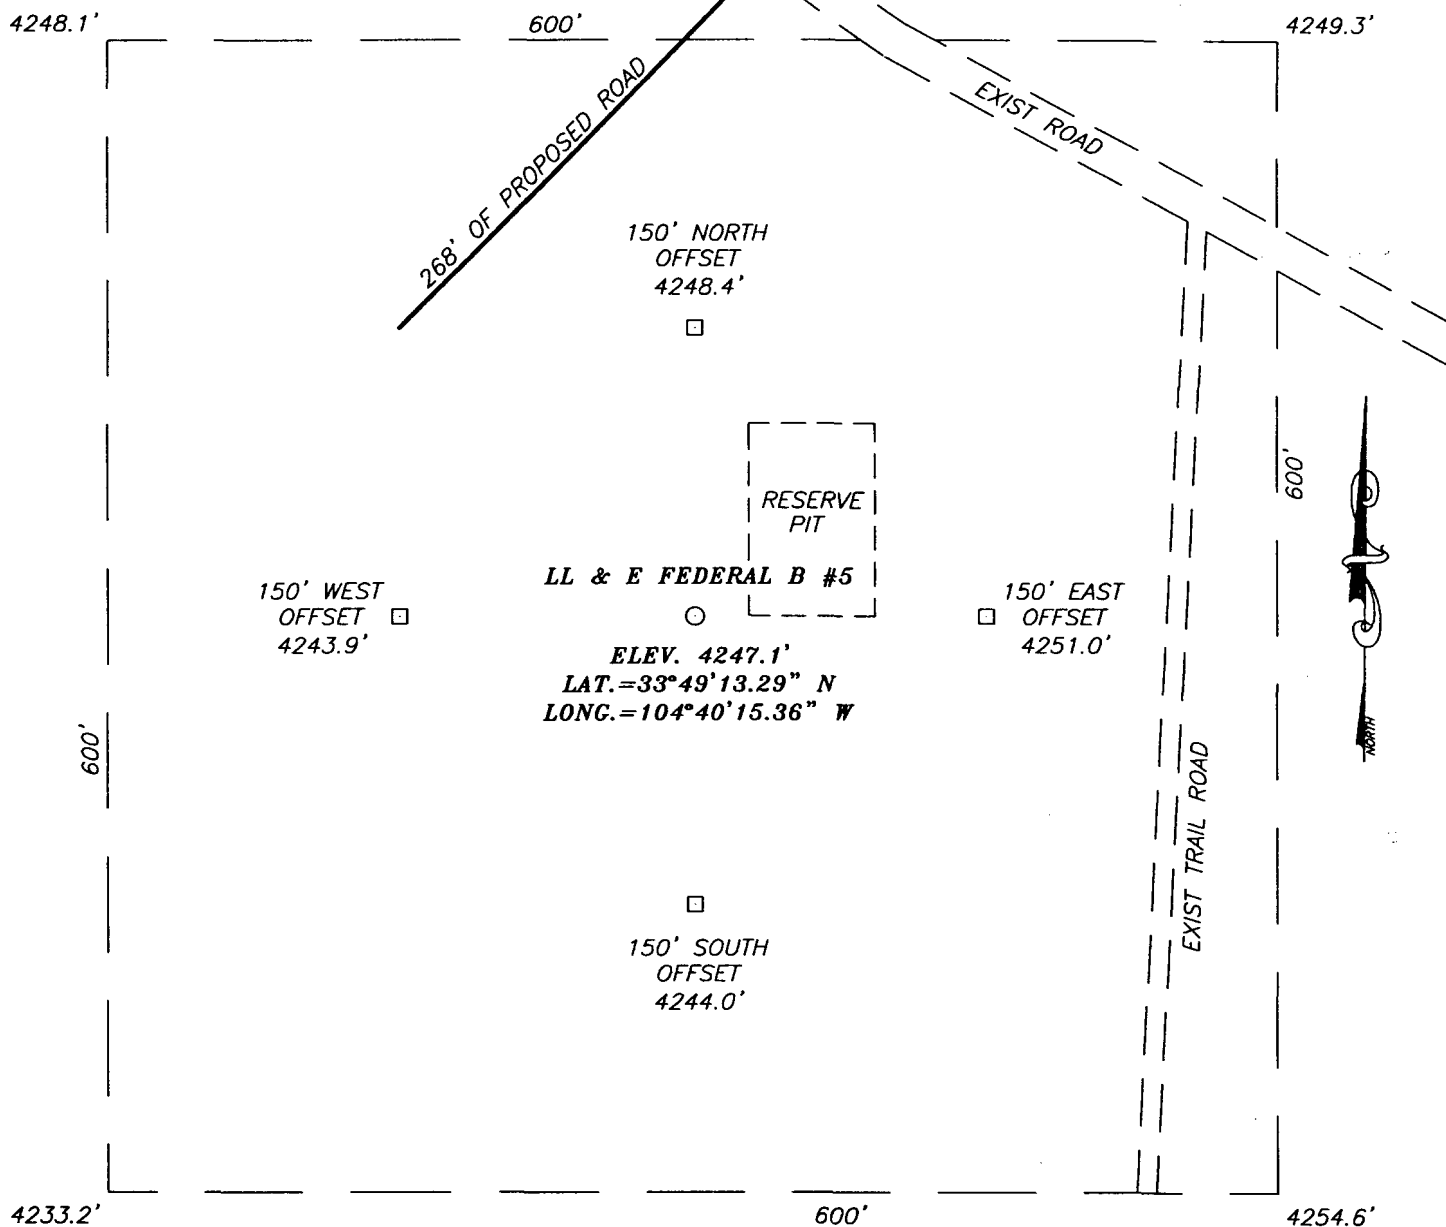 4248.1'
600'
4249.3'
EXIST ROAD
268' OF PROPOSED ROAD
150' NORTH
OFFSET
4248.4'
600'
RESERVE
PIT
LL & E FEDERAL B #5
150' WEST
OFFSET
4243.9'
150' EAST
OFFSET
4251.0'
ELEV. 4247.1'
LAT.=33°49'13.29" N
LONG.=104°40'15.36" W
NORTH
600'
EXIST TRAIL ROAD
150' SOUTH
OFFSET
4244.0'
4233.2'
600'
4254.6'